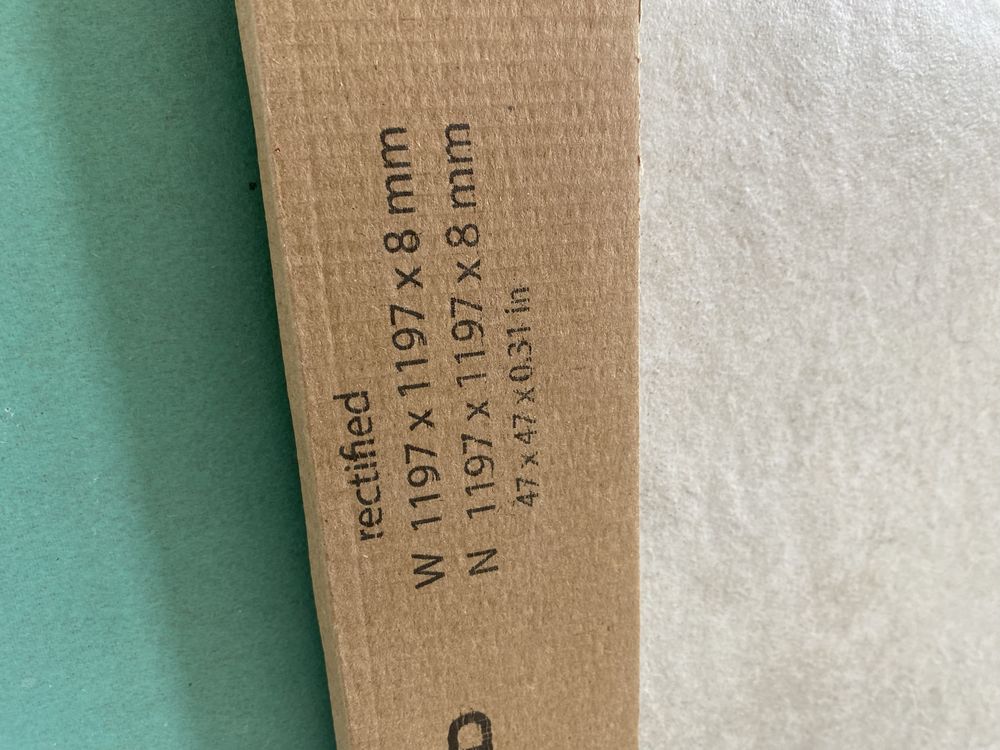 rectified
W 1197 x 1197 x 8 mm
N 1197 x 1197 x 8 mm
47 x 47 x 0.31 in